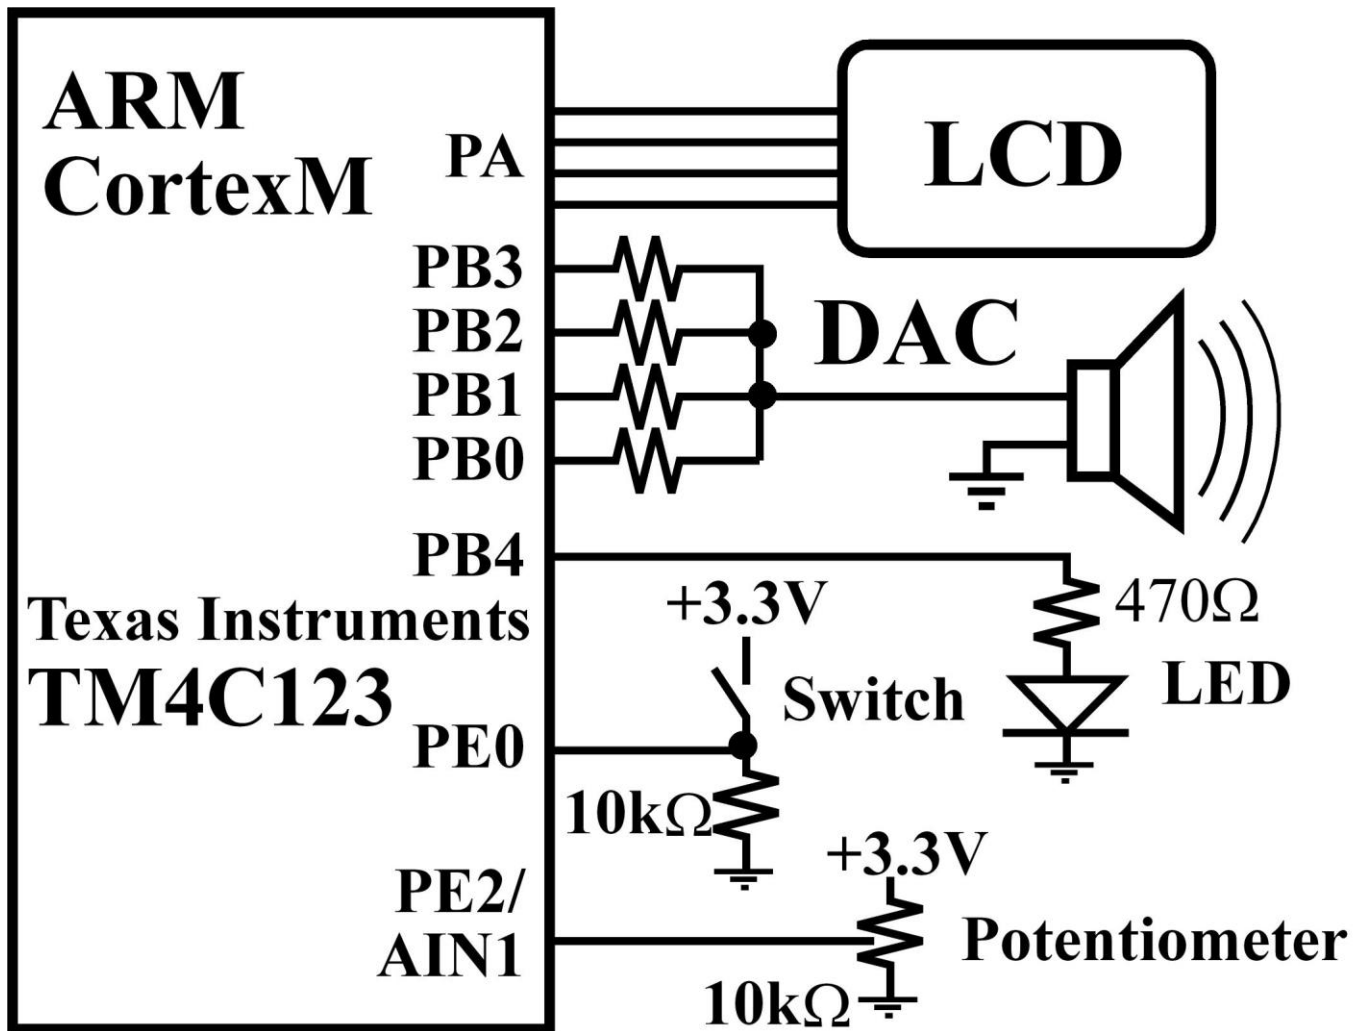 ARM
CortexM
PA
LCD
PB3
PB2
DAC
PB1
PB0
PB4
+3.3V
470Ω
Texas Instruments
TM4C123
Switch
LED
PE0
10kΩ
+3.3V
PE2/
AIN1
Potentiometer
10kΩ